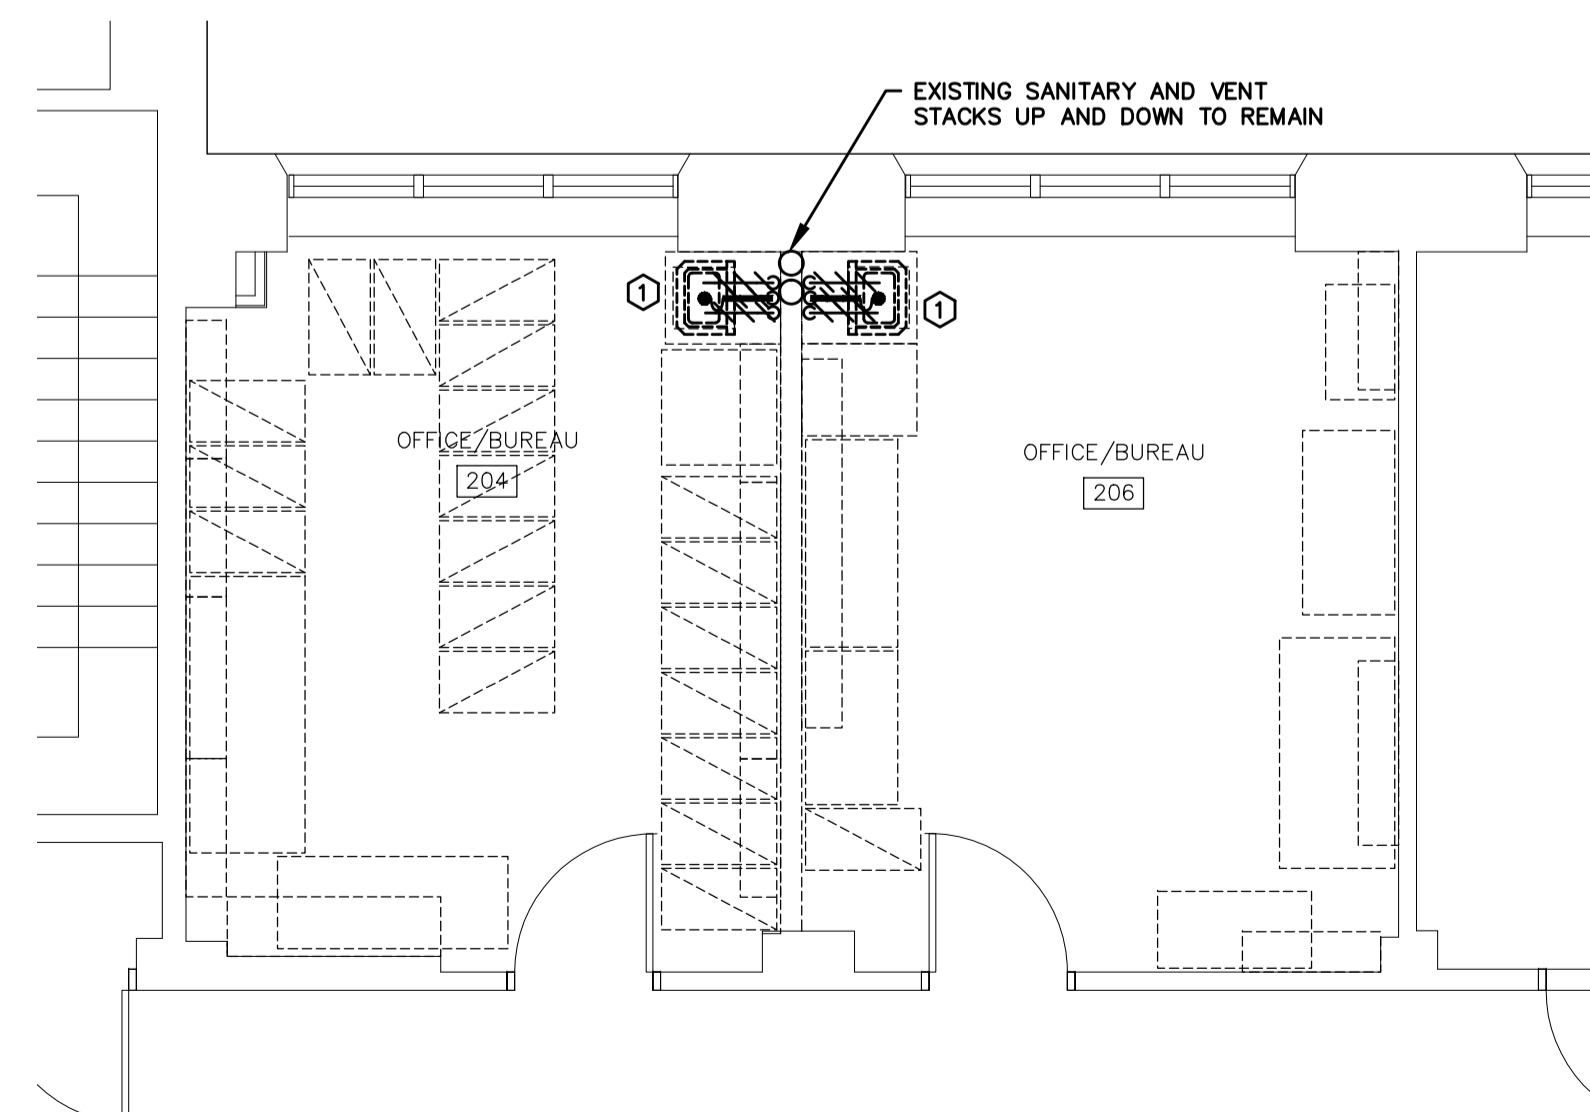 EXISTING SANITARY AND VENT
STACKS UP AND DOWN TO REMAIN
1
1
OFFICE/BUREAU
204
OFFICE/BUREAU
206